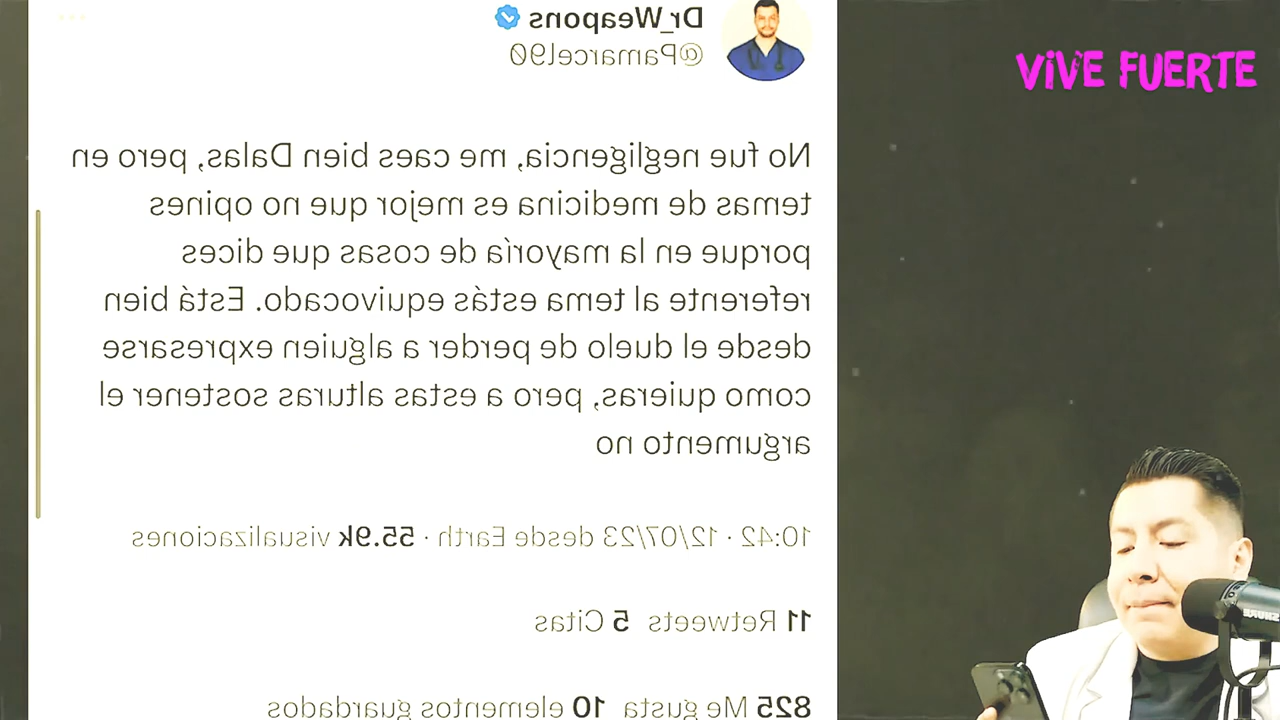 Dr_Weapons
@Pamarcel90
VIVE FUERTE
No fue negligencia, me caes bien Dalas, pero en
temas de medicina es mejor que no opines
porque en la mayoría de cosas que dices
referente al tema estás equivocado. Está bien
desde el duelo de perder a alguien expresarse
como quieras, pero a estas alturas sostener el
argumento no
10:42 · 12/07/23 desde Earth · 55.9k visualizaciones
11 Retweets 5 Citas
825 Me gusta 10 elementos guardados
SHURE